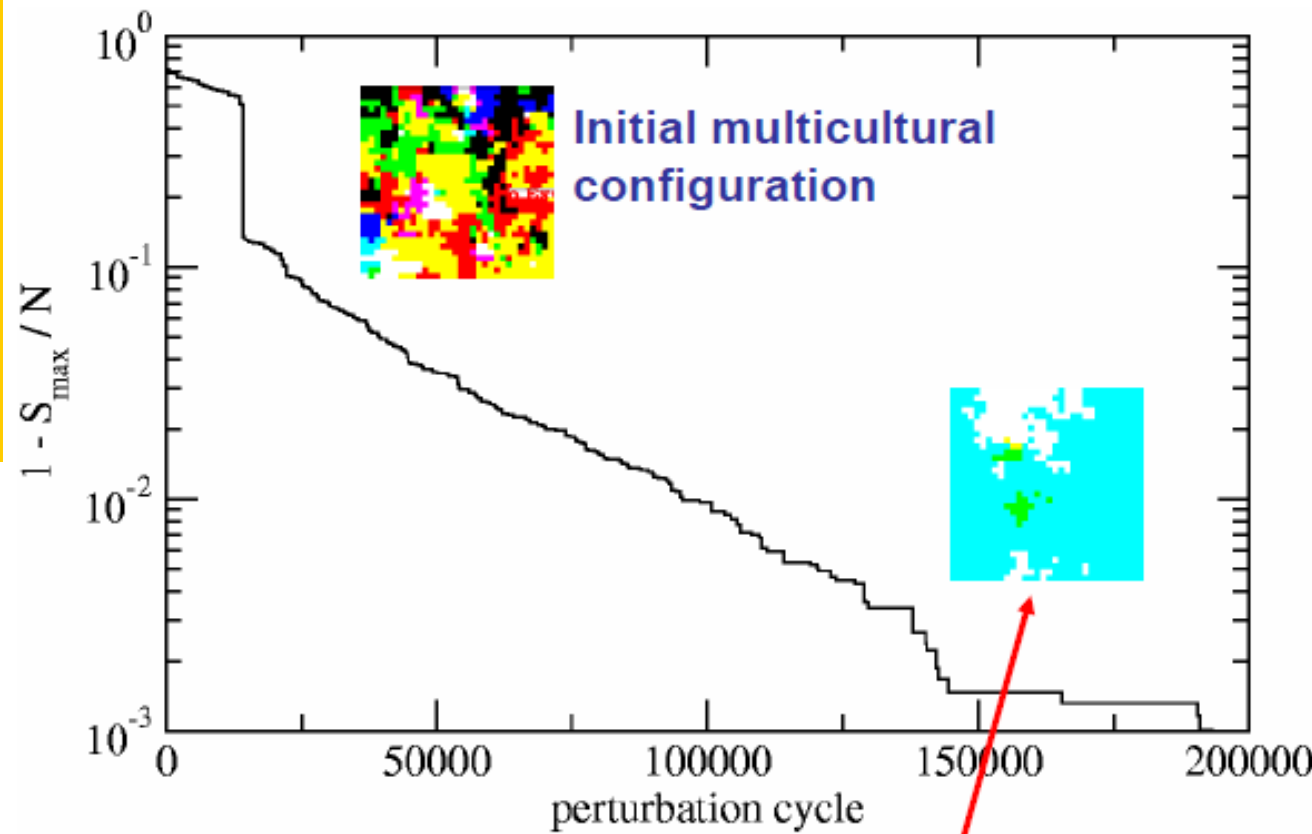 10^0
Initial multicultural
configuration
10^-1
1 - S_max / N
10^-2
10^-3
0 50000 100000 150000 200000
perturbation cycle